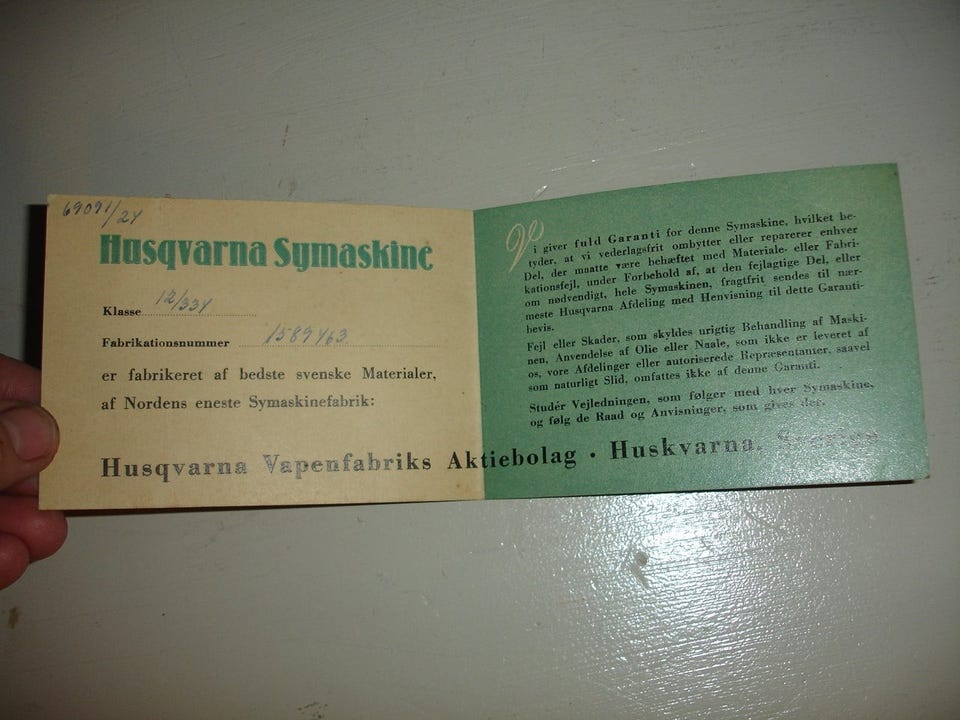 69091/24
Husqvarna Symaskine
Klasse 12/33Y
Fabrikationsnummer 1589463
er fabrikeret af bedste svenske Materialer,
af Nordens eneste Symaskinefabrik:
Husqvarna Vapenfabriks Aktiebolag · Huskvarna, Sverige
Vi giver fuld Garanti for denne Symaskine, hvilket be-
tyder, at vi vederlagsfrit ombytter eller reparerer enhver
Del, der maatte være behæftet med Materiale- eller Fabri-
kationsfejl, under Forbehold af, at den fejlagtige Del, eller
om nødvendigt, hele Symaskinen, fragtfrit sendes til nær-
meste Husqvarna Afdeling med Henvisning til dette Garanti-
bevis.
Fejl eller Skader, som skyldes urigtig Behandling af Maski-
nen, Anvendelse af Olie eller Naale, som ikke er leveret af
os, vore Afdelinger eller autoriserede Repræsentanter, saavel
som naturligt Slid, omfattes ikke af denne Garanti.
Studér Vejledningen, som følger med hver Symaskine,
og følg de Raad og Anvisninger, som gives der.